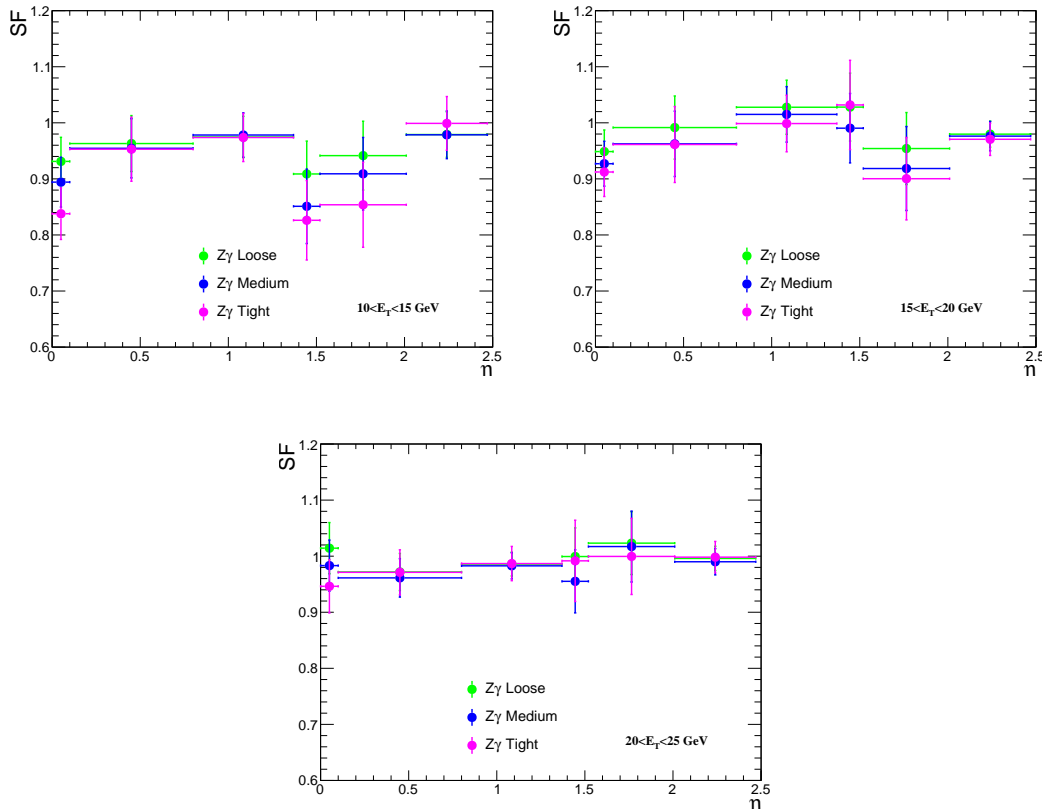 SF
1.2
1.1
1
0.9
0.8
0.7
0.6
Zγ Loose
Zγ Medium
Zγ Tight
10<E_T<15 GeV
0 0.5 1 1.5 2 2.5
η
SF
1.2
1.1
1
0.9
0.8
0.7
0.6
Zγ Loose
Zγ Medium
Zγ Tight
15<E_T<20 GeV
0 0.5 1 1.5 2 2.5
η
SF
1.2
1.1
1
0.9
0.8
0.7
0.6
Zγ Loose
Zγ Medium
Zγ Tight
20<E_T<25 GeV
0 0.5 1 1.5 2 2.5
η